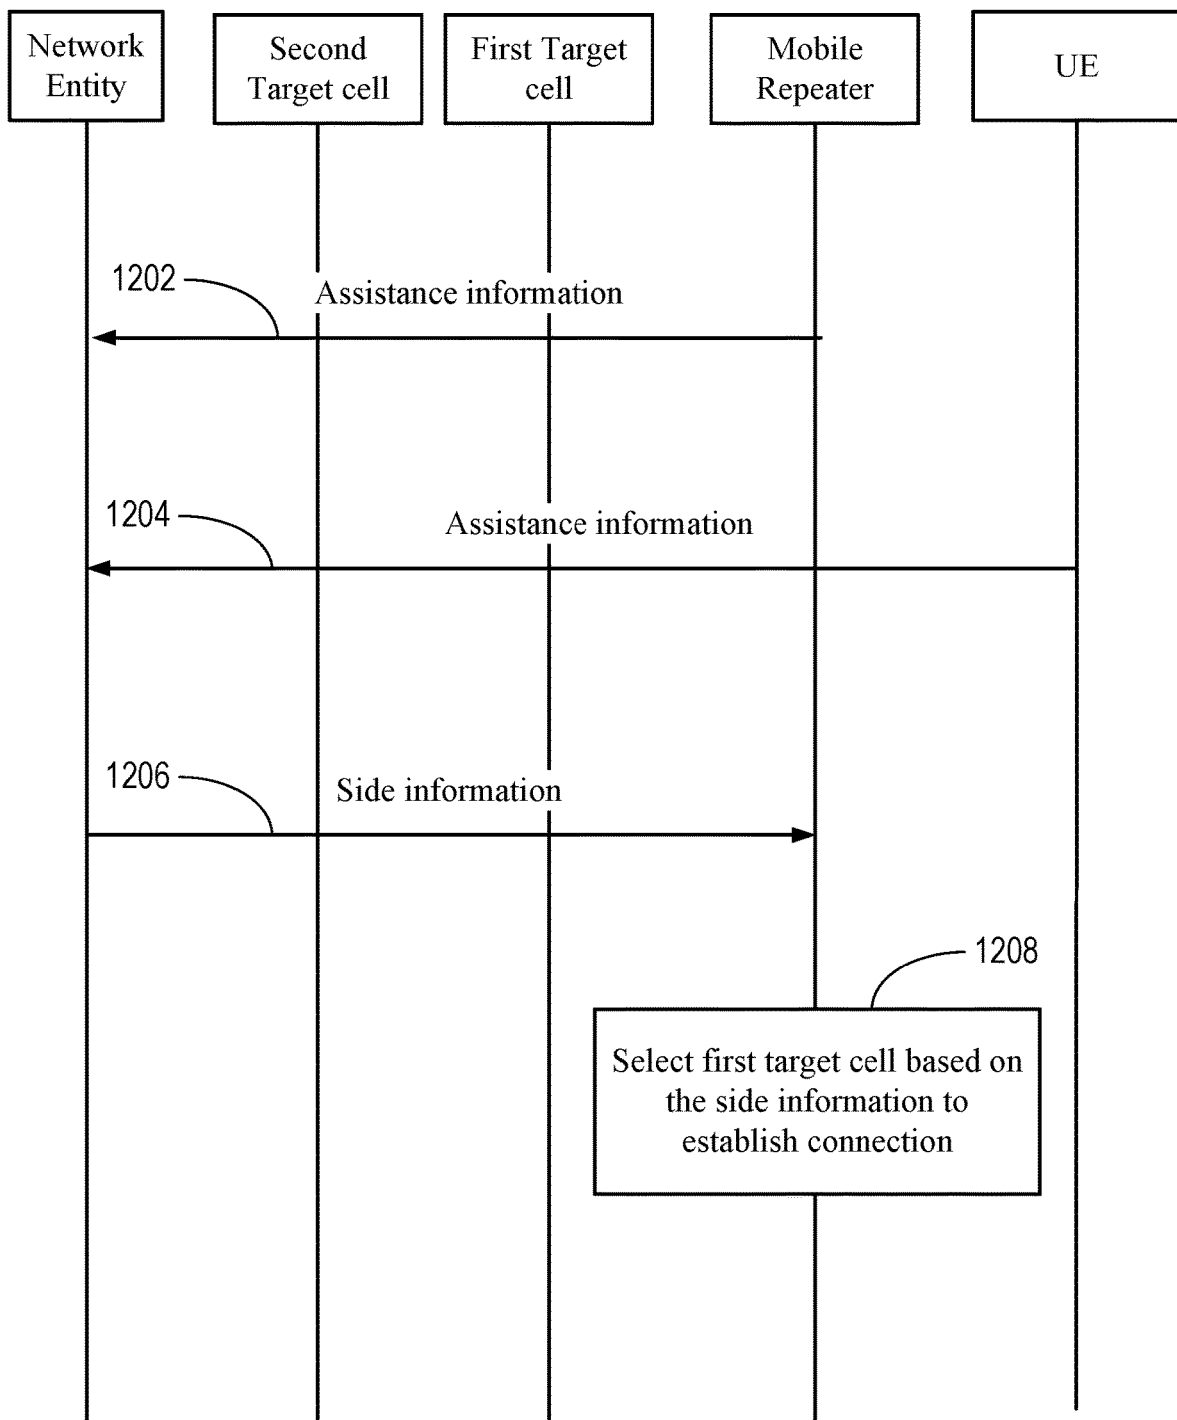 Network
Entity
Second
Target cell
First Target
cell
Mobile
Repeater
UE
1202
Assistance information
1204
Assistance information
1206
Side information
1208
Select first target cell based on
the side information to
establish connection